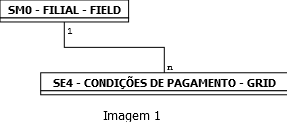 SM0 - FILIAL - FIELD
1
n
SE4 - CONDIÇÕES DE PAGAMENTO - GRID
Imagem 1